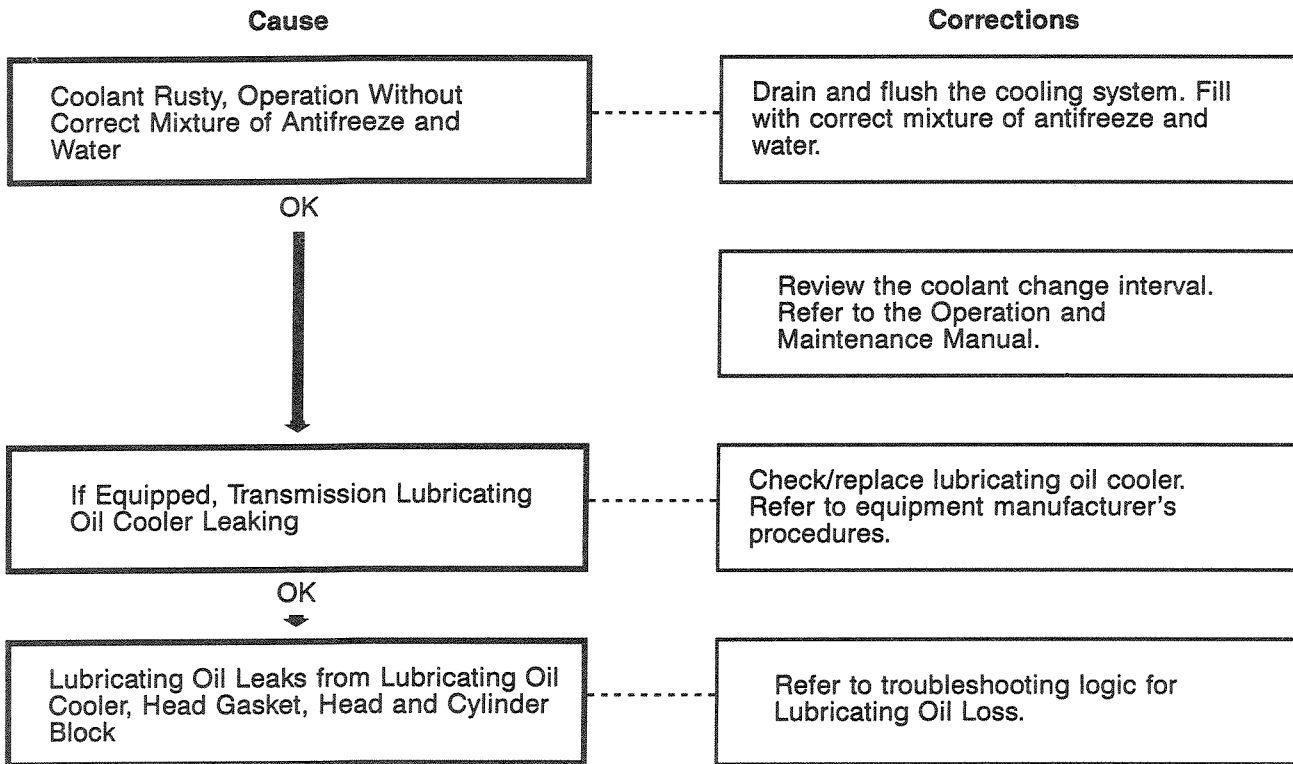 Cause
Corrections
Coolant Rusty, Operation Without
Correct Mixture of Antifreeze and
Water
Drain and flush the cooling system. Fill
with correct mixture of antifreeze and
water.
OK
Review the coolant change interval.
Refer to the Operation and
Maintenance Manual.
If Equipped, Transmission Lubricating
Oil Cooler Leaking
Check/replace lubricating oil cooler.
Refer to equipment manufacturer's
procedures.
OK
Lubricating Oil Leaks from Lubricating Oil
Cooler, Head Gasket, Head and Cylinder
Block
Refer to troubleshooting logic for
Lubricating Oil Loss.